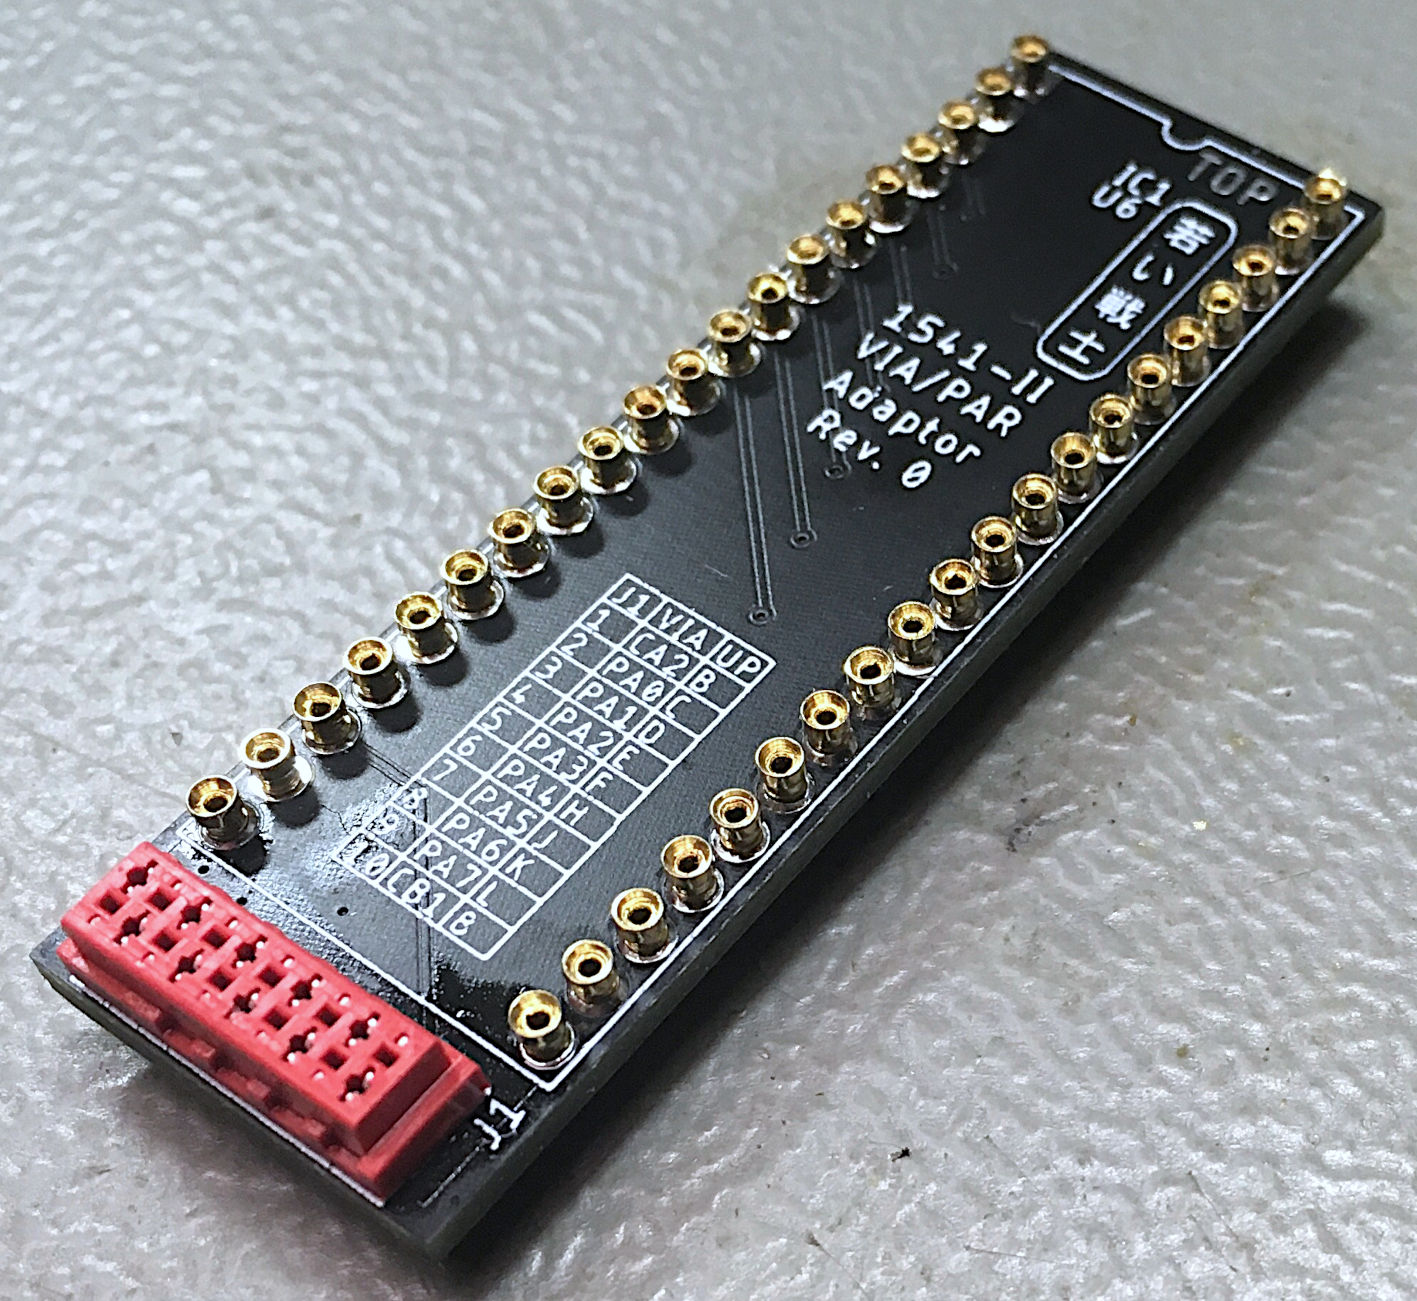 TOP
IC1
U6
若い戦士
1541-II
VIA/PAR
Adaptor
Rev. 0
J1 VIA UP
1 CA2 B
2 PA0 C
3 PA1 D
4 PA2 E
5 PA3 F
6 PA4 H
7 PA5 J
8 PA6 K
9 PA7 L
10 CB1 B
J1